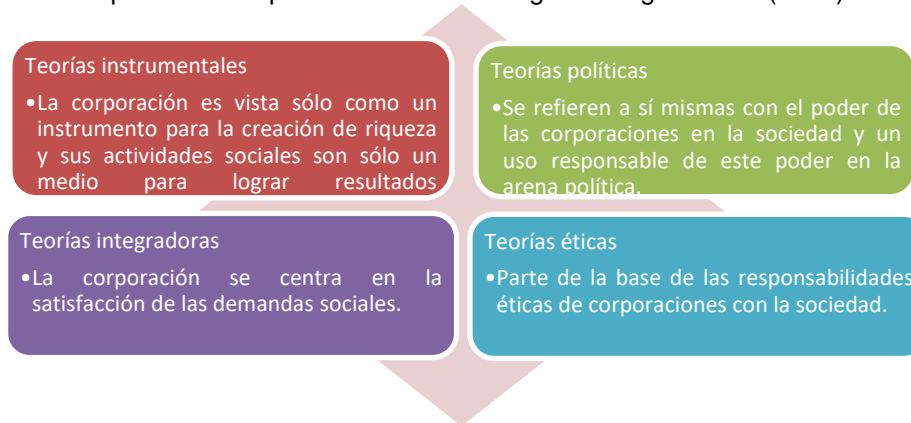 Teorías instrumentales
•La corporación es vista sólo como un
instrumento para la creación de riqueza
y sus actividades sociales son sólo un
medio para lograr resultados
Teorías políticas
•Se refieren a sí mismas con el poder de
las corporaciones en la sociedad y un
uso responsable de este poder en la
arena política.
Teorías integradoras
•La corporación se centra en la
satisfacción de las demandas sociales.
Teorías éticas
•Parte de la base de las responsabilidades
éticas de corporaciones con la sociedad.